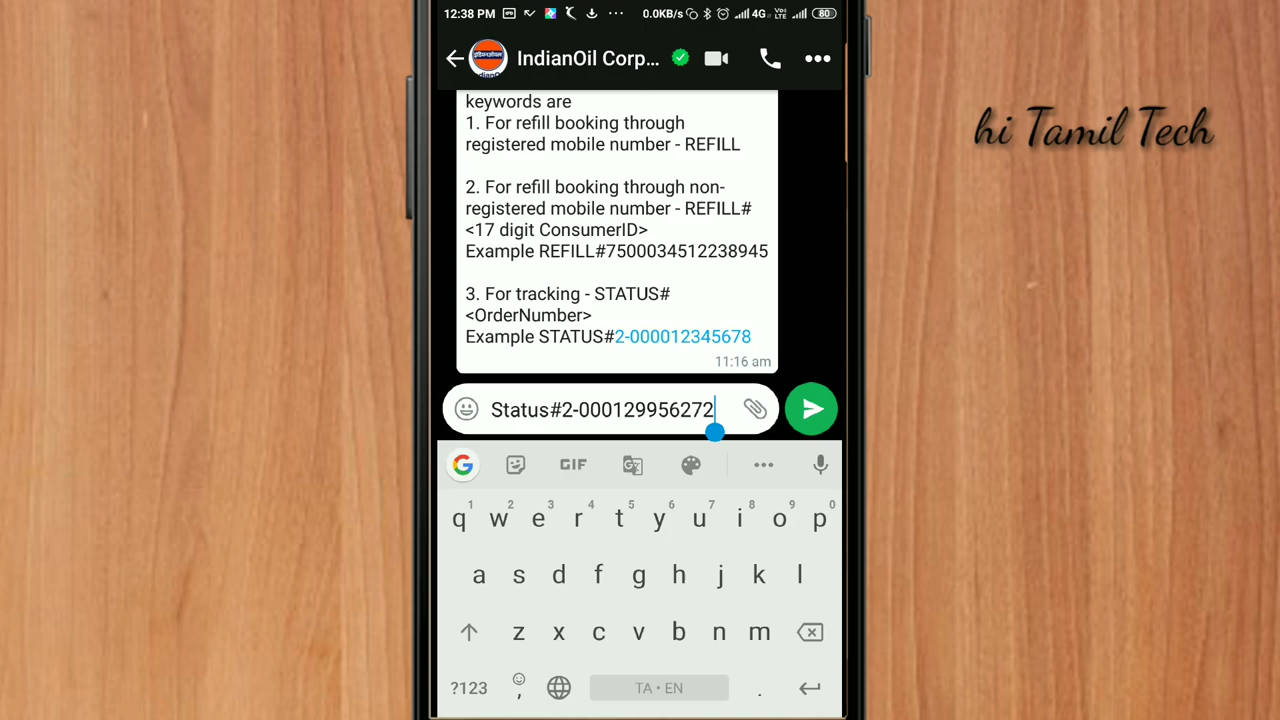 12:38 PM 0.0KB/s 4G Vo LTE 80
IndianOil Corp...
hi Tamil Tech
keywords are
1. For refill booking through
registered mobile number - REFILL
2. For refill booking through non-
registered mobile number - REFILL#
<17 digit ConsumerID>
Example REFILL#7500034512238945
3. For tracking - STATUS#
<OrderNumber>
Example STATUS#2-000012345678
11:16 am
Status#2-000129956272
G GIF G
1 2 3 4 5 6 7 8 9 0
q w e r t y u i o p
a s d f g h j k l
z x c v b n m
?123 , TA • EN .